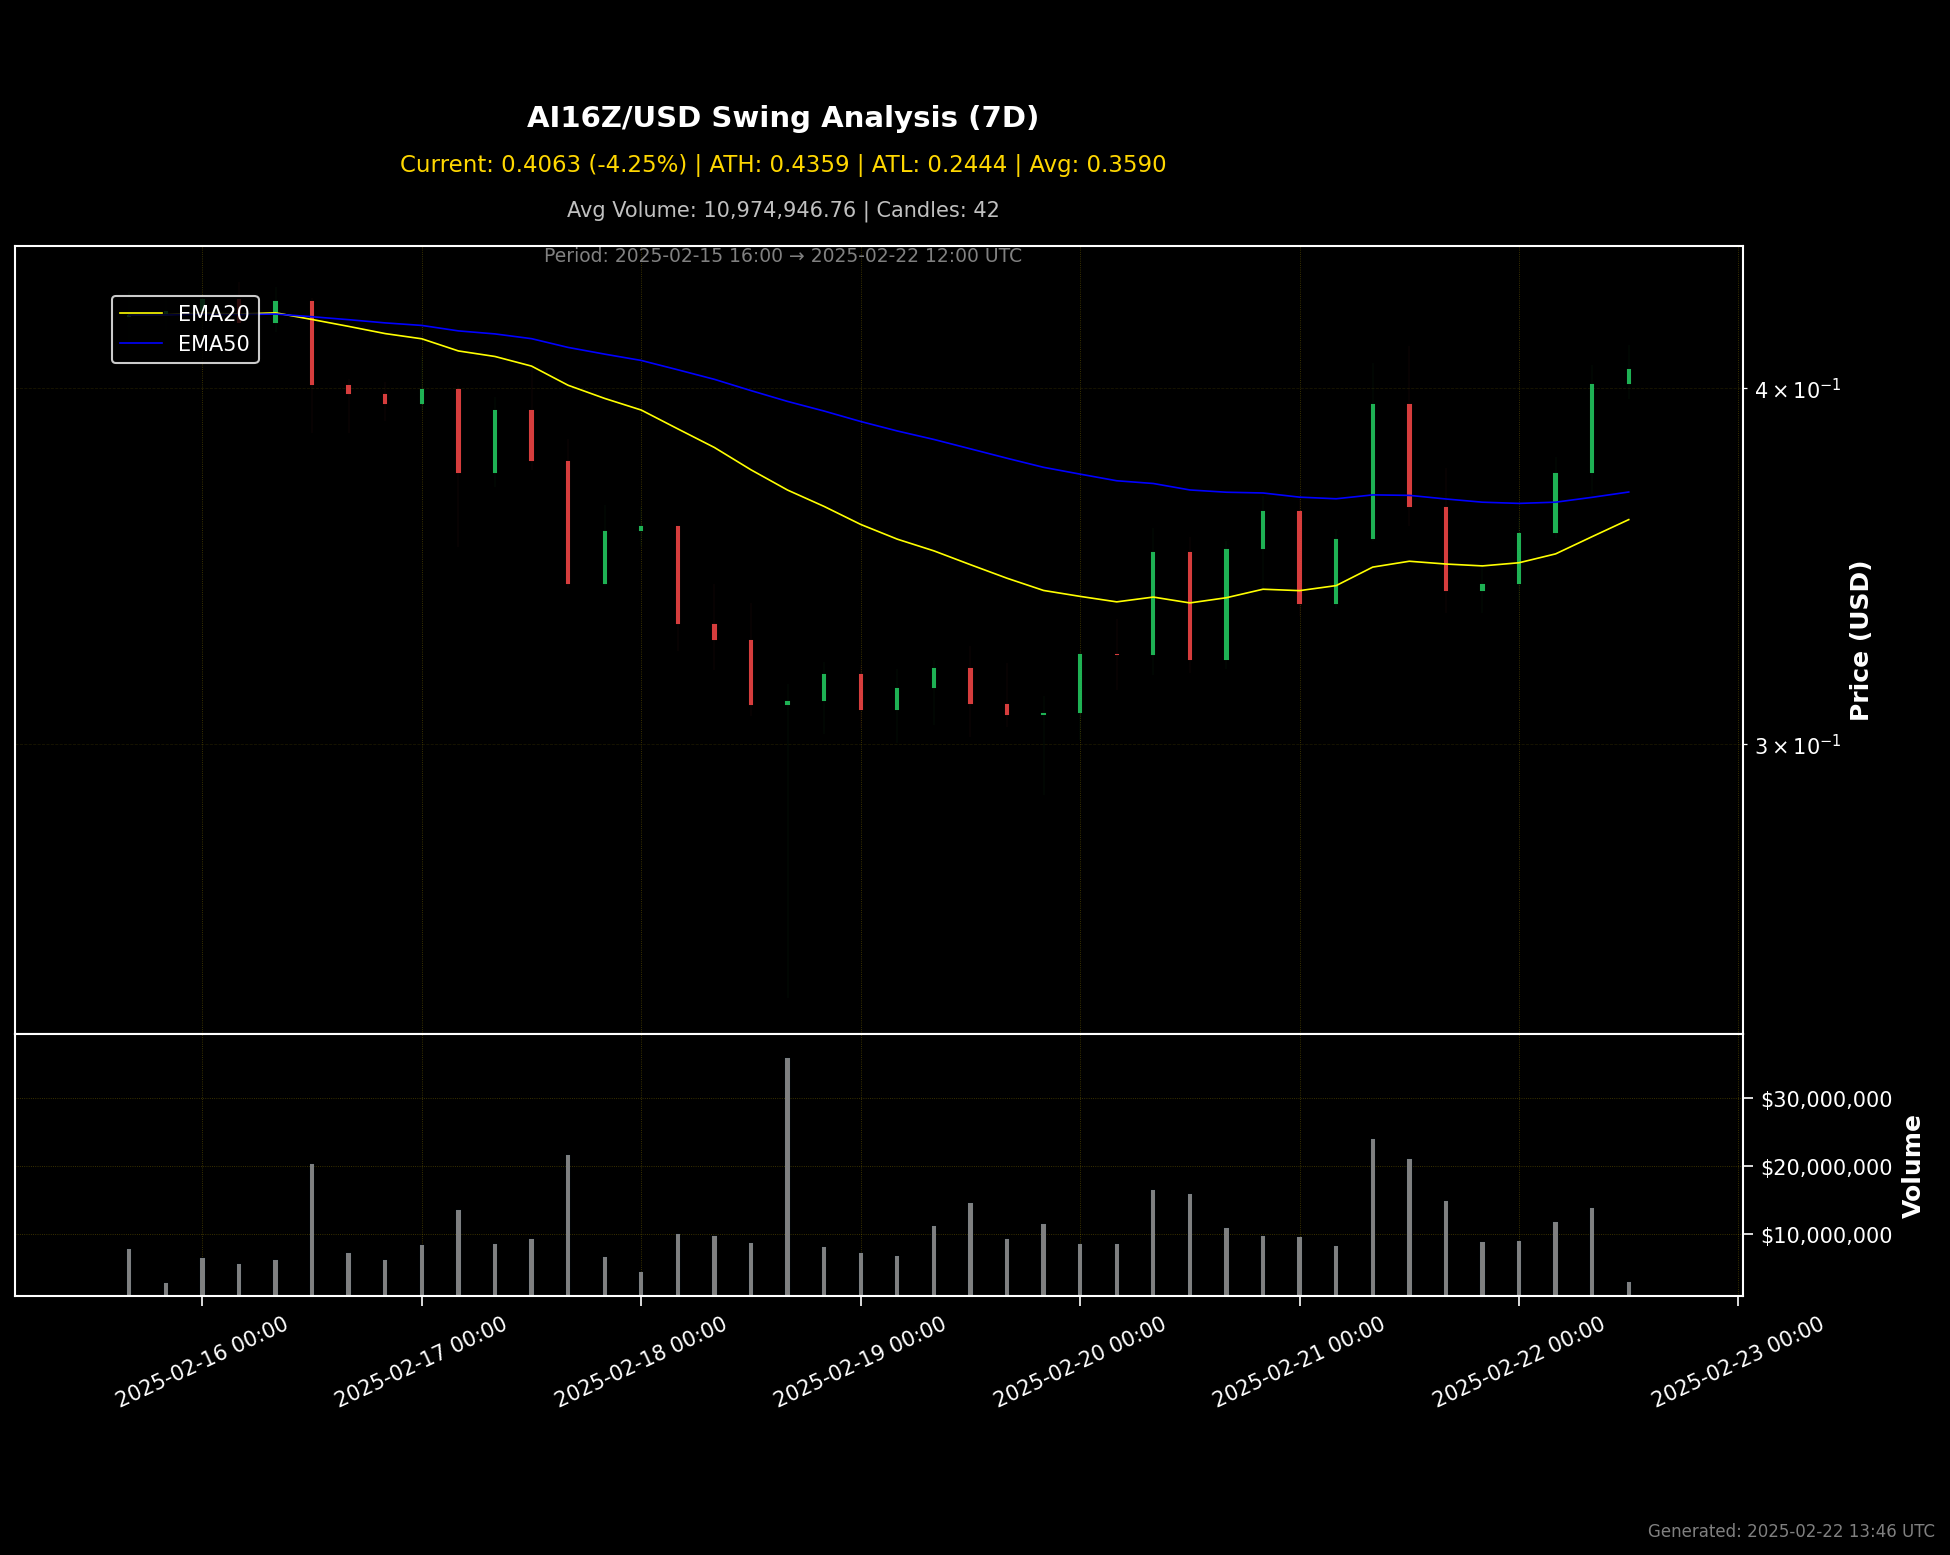 AI16Z/USD Swing Analysis (7D)
Current: 0.4063 (-4.25%) | ATH: 0.4359 | ATL: 0.2444 | Avg: 0.3590
Avg Volume: 10,974,946.76 | Candles: 42
Period: 2025-02-15 16:00 → 2025-02-22 12:00 UTC
EMA20
EMA50
4 × 10⁻¹
3 × 10⁻¹
Price (USD)
$30,000,000
$20,000,000
$10,000,000
Volume
2025-02-16 00:00
2025-02-17 00:00
2025-02-18 00:00
2025-02-19 00:00
2025-02-20 00:00
2025-02-21 00:00
2025-02-22 00:00
2025-02-23 00:00
Generated: 2025-02-22 13:46 UTC